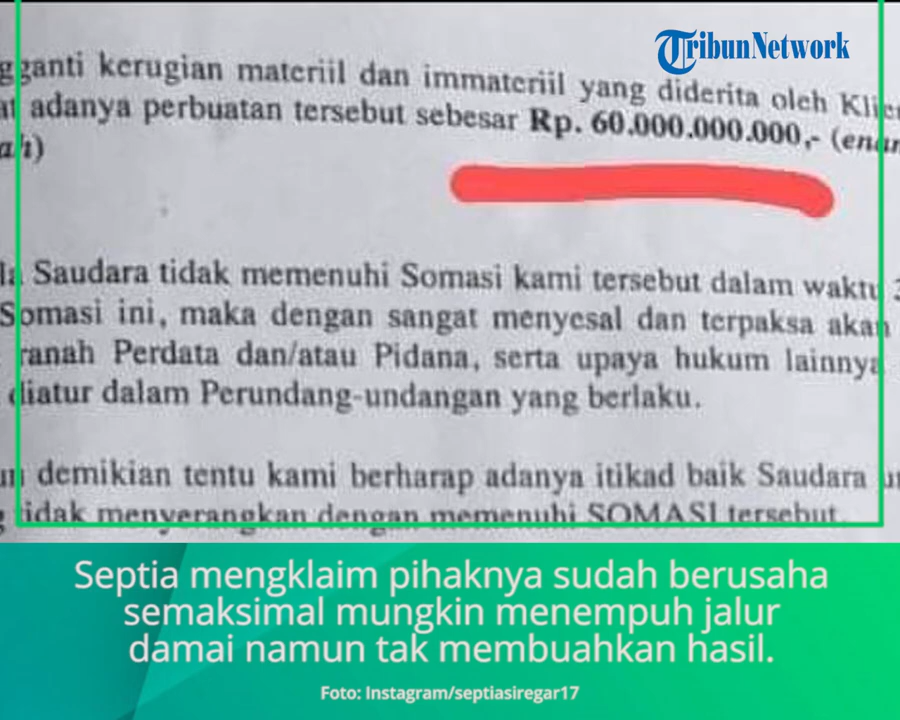 TribunNetwork
ganti kerugian materiil dan immateriil yang diderita oleh Klie
adanya perbuatan tersebut sebesar Rp. 60.000.000.000,- (enam
ah)
Saudara tidak memenuhi Somasi kami tersebut dalam waktu
Somasi ini, maka dengan sangat menyesal dan terpaksa akan
ranah Perdata dan/atau Pidana, serta upaya hukum lainnya
diatur dalam Perundang-undangan yang berlaku.
demikian tentu kami berharap adanya itikad baik Saudara
tidak menyerangkan dengan memenuhi SOMASI tersebut.
Septia mengklaim pihaknya sudah berusaha
semaksimal mungkin menempuh jalur
damai namun tak membuahkan hasil.
Foto: Instagram/septiasiregar17